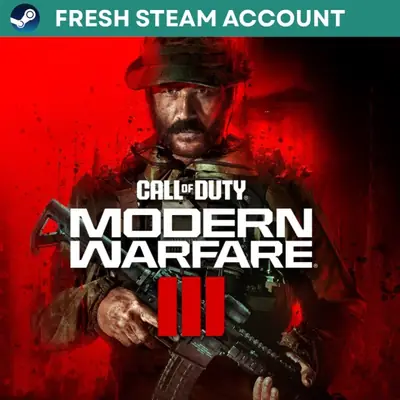 FRESH STEAM ACCOUNT
CALL OF DUTY
MODERN
WARFARE®
III